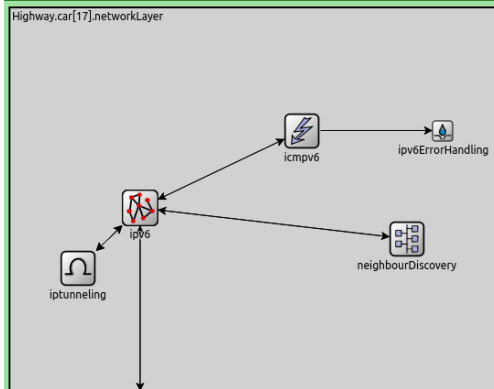 Highway.car[17].networkLayer
icmpv6
ipv6ErrorHandling
ipv6
neighbourDiscovery
iptunneling